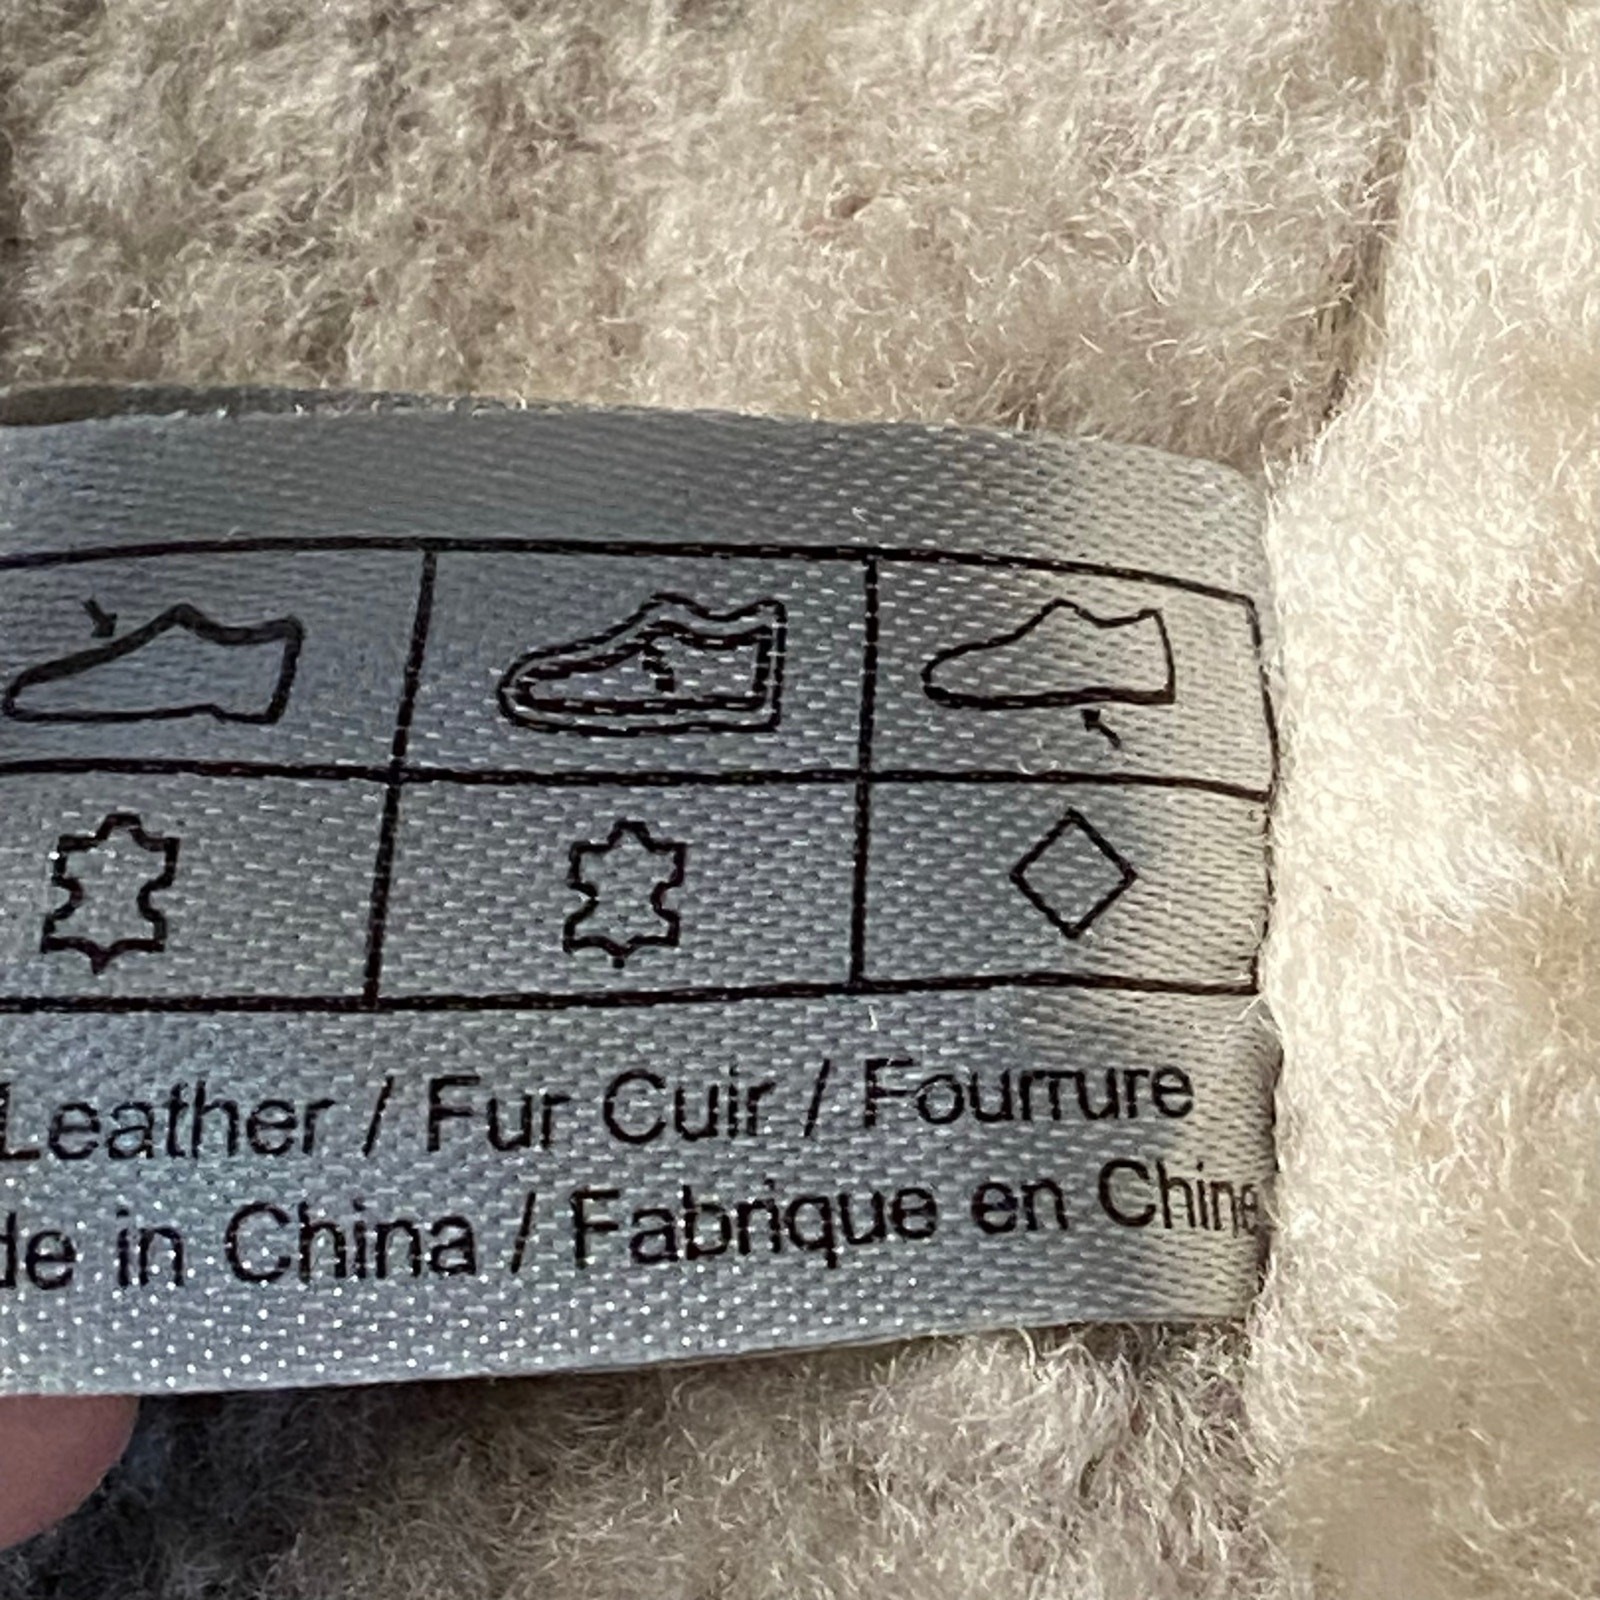 Leather / Fur Cuir / Fourrure
de in China / Fabrique en Chine